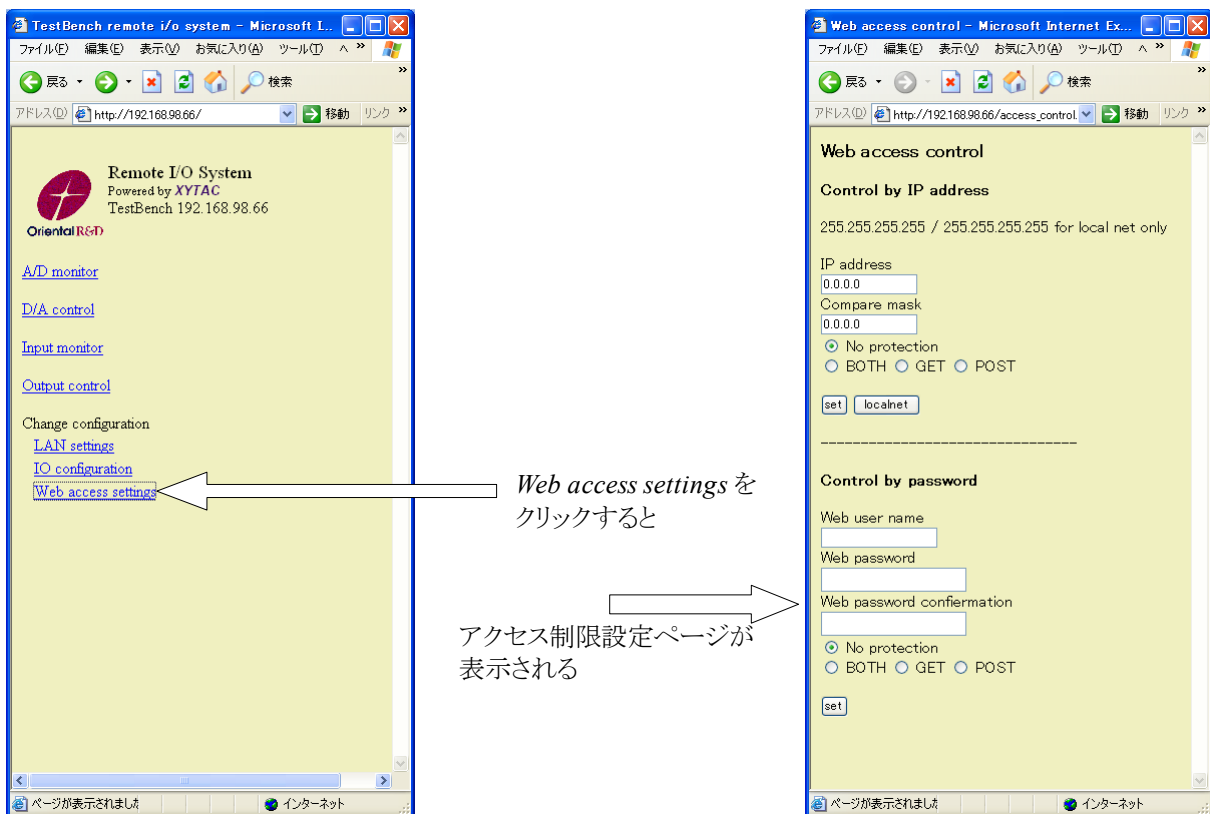 TestBench remote i/o system - Microsoft I...
ファイル(F) 編集(E) 表示(V) お気に入り(A) ツール(T) ヘ »
戻る 検索 »
アドレス(D) http://192.168.98.66/ 移動 リンク »
Remote I/O System
Powered by XYTAC
TestBench 192.168.98.66
Oriental R&D
A/D monitor
D/A control
Input monitor
Output control
Change configuration
LAN settings
IO configuration
Web access settings
ページが表示されました インターネット
Web access settings を
クリックすると
アクセス制限設定ページが
表示される
Web access control - Microsoft Internet Ex...
ファイル(F) 編集(E) 表示(V) お気に入り(A) ツール(T) ヘ »
戻る 検索 »
アドレス(D) http://192.168.98.66/access_control. 移動 リンク »
Web access control
Control by IP address
255.255.255.255 / 255.255.255.255 for local net only
IP address
0.0.0.0
Compare mask
0.0.0.0
No protection
BOTH GET POST
set localnet
--------------------------------
Control by password
Web user name
Web password
Web password confiermation
No protection
BOTH GET POST
set
ページが表示されました インターネット